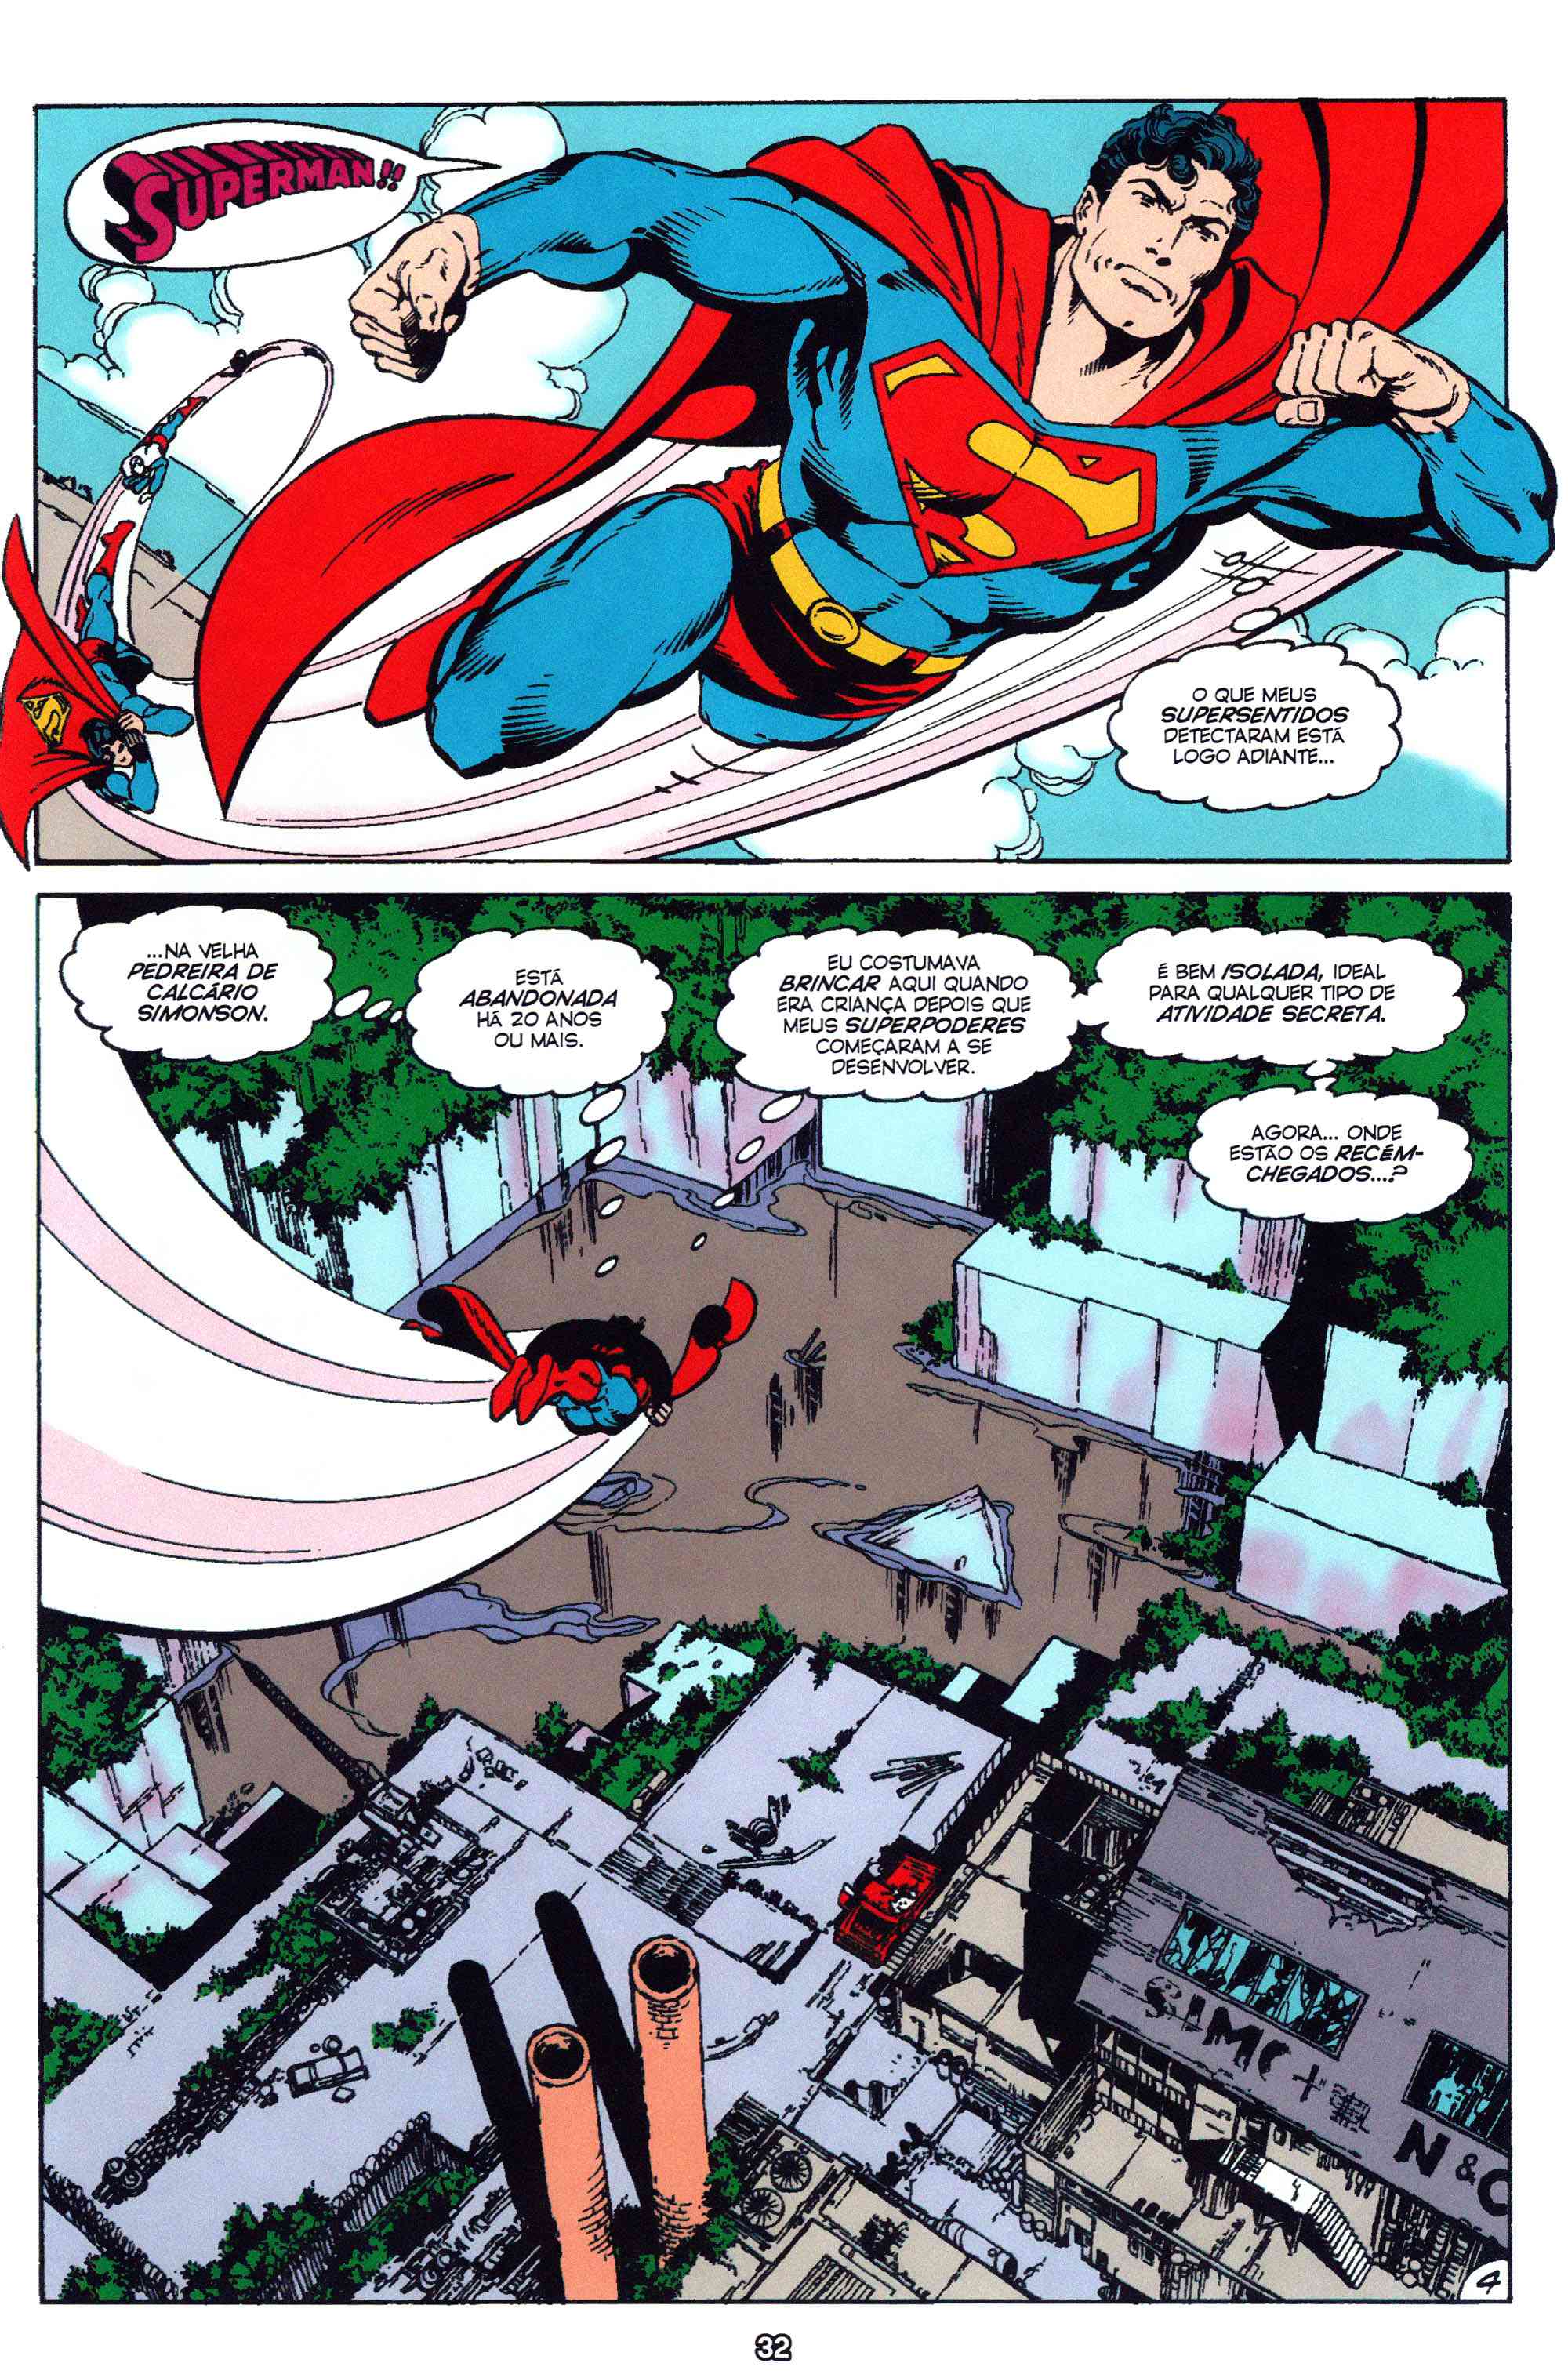 SUPERMAN!!
O QUE MEUS
SUPERSENTIDOS
DETECTARAM ESTÁ
LOGO ADIANTE...
...NA VELHA
PEDREIRA DE
CALCÁRIO
SIMONSON.
ESTÁ
ABANDONADA
HÁ 20 ANOS
OU MAIS.
EU COSTUMAVA
BRINCAR AQUI QUANDO
ERA CRIANÇA DEPOIS QUE
MEUS SUPERPODERES
COMEÇARAM A SE
DESENVOLVER.
É BEM ISOLADA, IDEAL
PARA QUALQUER TIPO DE
ATIVIDADE SECRETA.
AGORA... ONDE
ESTÃO OS RECÉM-
CHEGADOS...?
SIM
N & C
4
32